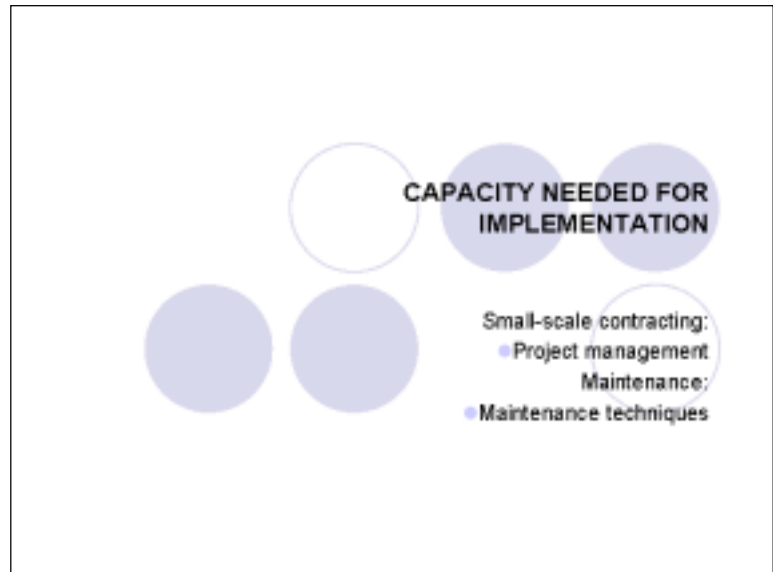 CAPACITY NEEDED FOR
IMPLEMENTATION
Small-scale contracting:
Project management
Maintenance:
Maintenance techniques